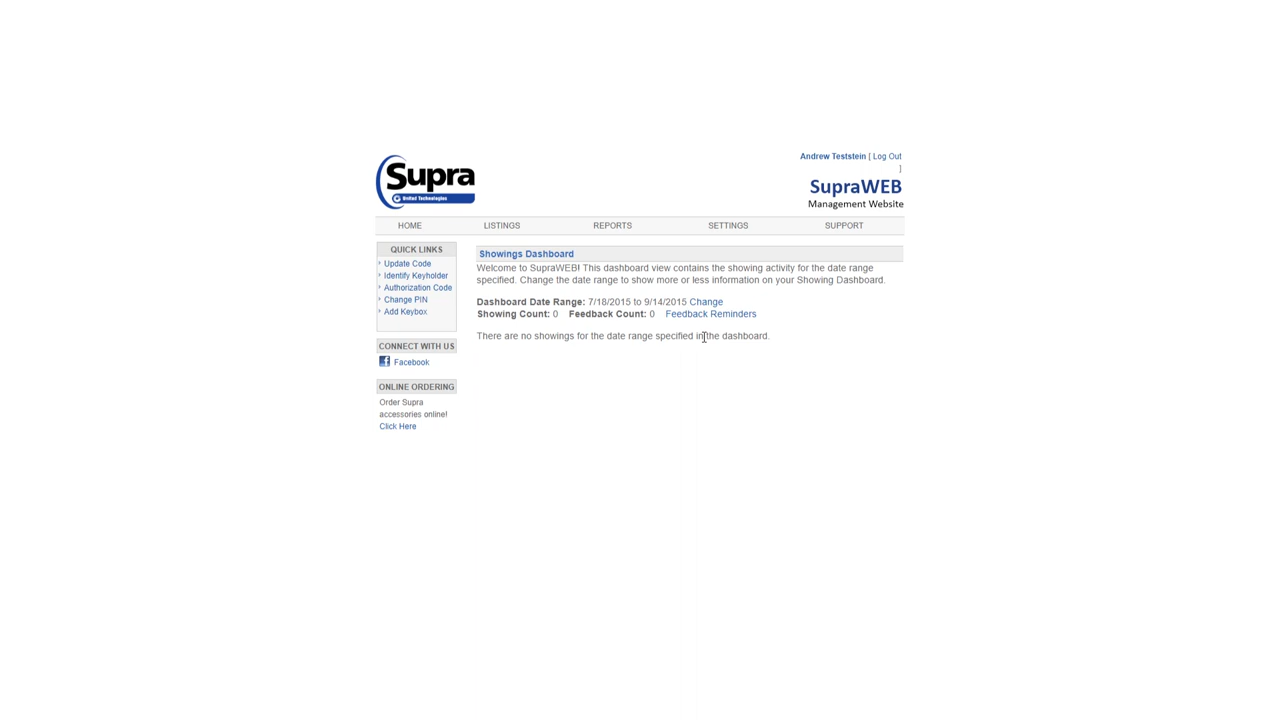 Supra
United Technologies
Andrew Teststein [ Log Out
]
SupraWEB
Management Website
HOME LISTINGS REPORTS SETTINGS SUPPORT
QUICK LINKS
Update Code
Identify Keyholder
Authorization Code
Change PIN
Add Keybox
CONNECT WITH US
Facebook
ONLINE ORDERING
Order Supra
accessories online!
Click Here
Showings Dashboard
Welcome to SupraWEB! This dashboard view contains the showing activity for the date range
specified. Change the date range to show more or less information on your Showing Dashboard.
Dashboard Date Range: 7/18/2015 to 9/14/2015 Change
Showing Count: 0 Feedback Count: 0 Feedback Reminders
There are no showings for the date range specified in the dashboard.